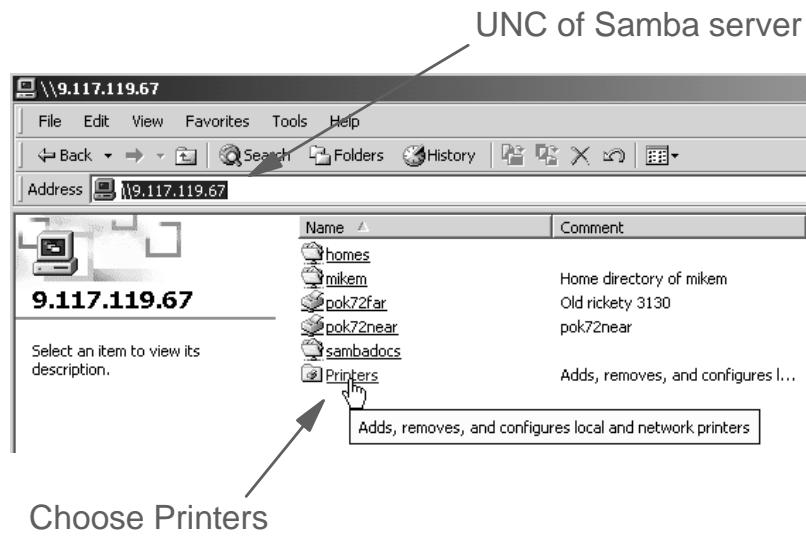 UNC of Samba server
\\9.117.119.67
File Edit View Favorites Tools Help
Back Search Folders History
Address \\9.117.119.67
Name Comment
homes
mikem Home directory of mikem
pok72far Old rickety 3130
pok72near pok72near
sambadocs
Printers Adds, removes, and configures l...
9.117.119.67
Select an item to view its
description.
Adds, removes, and configures local and network printers
Choose Printers